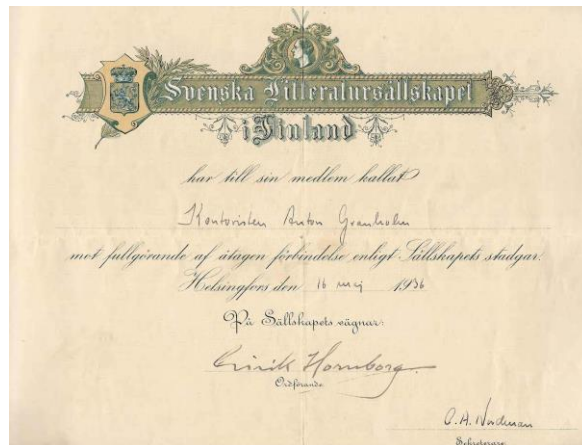 Svenska Litteratursällskapet
i Finland
har till sin medlem kallat
Kontoristen Anton Granholm
mot fullgörande af åtagen förbindelse enligt Sällskapets stadgar.
Helsingfors den 16 maj 1936
På Sällskapets vägnar:
Eirik Hornborg.
Ordförande
C. A. Nordman
Sekreterare